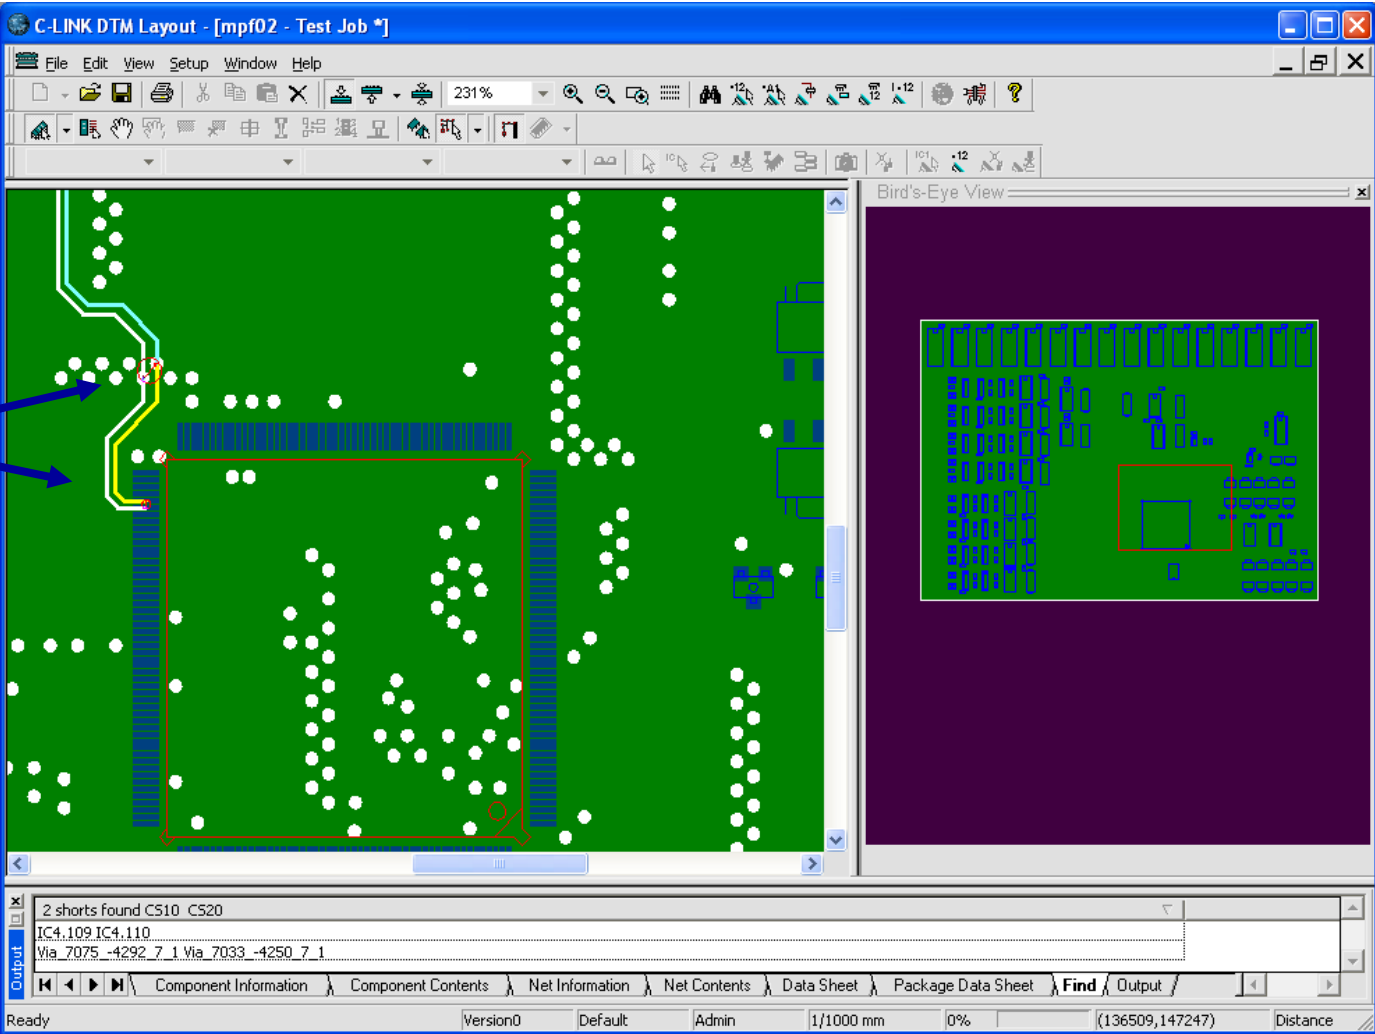 C-LINK DTM Layout - [mpf02 - Test Job *]
File Edit View Setup Window Help
231%
Bird's-Eye View
2 shorts found CS10 CS20
IC4.109 IC4.110
Via_7075_-4292_7_1 Via_7033_-4250_7_1
Output
Component Information Component Contents Net Information Net Contents Data Sheet Package Data Sheet Find Output
Ready Version0 Default Admin 1/1000 mm 0% (136509,147247) Distance